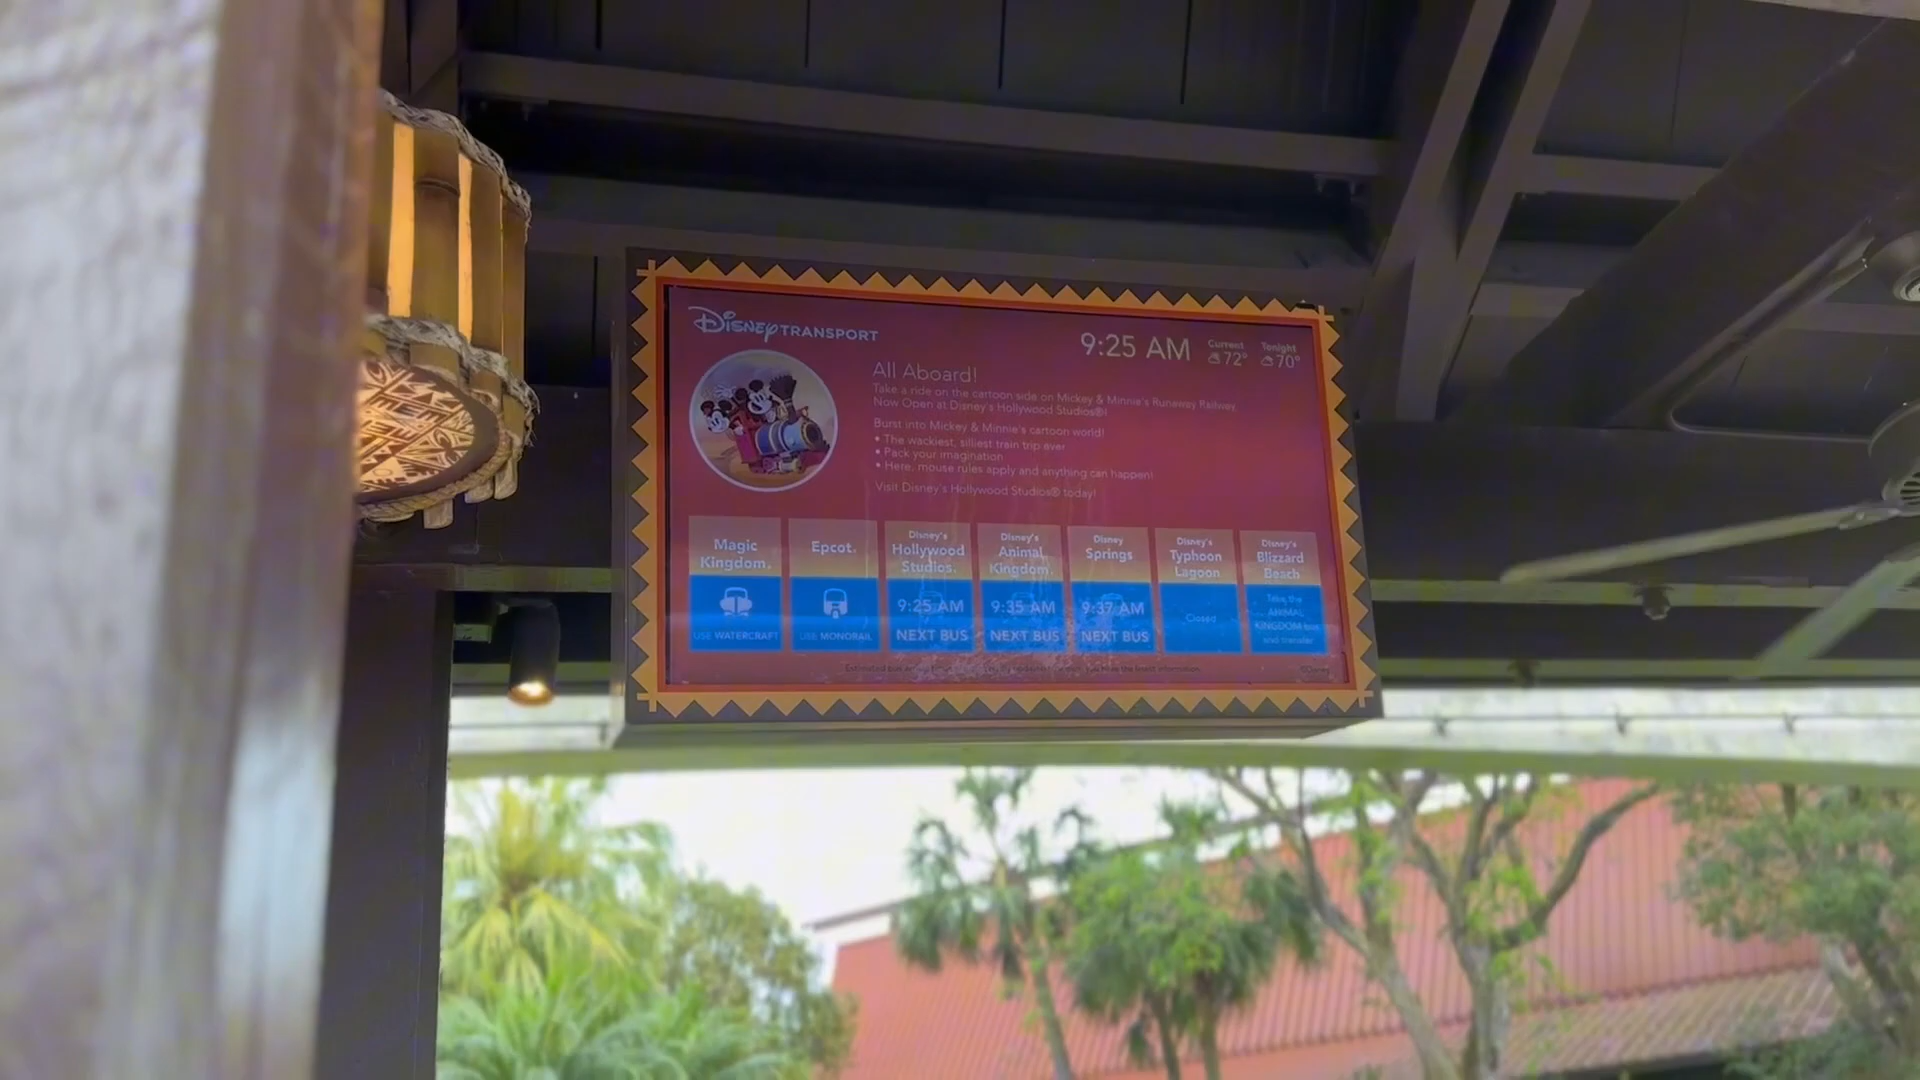 Disney TRANSPORT
9:25 AM
Current
72°
Tonight
70°
All Aboard!
Take a ride on the cartoon side on Mickey & Minnie's Runaway Railway.
Now Open at Disney's Hollywood Studios®!
Burst into Mickey & Minnie's cartoon world!
• The wackiest, silliest train trip ever
• Pack your imagination
• Here, mouse rules apply and anything can happen!
Visit Disney's Hollywood Studios® today!
Magic
Kingdom.
USE WATERCRAFT
Epcot.
USE MONORAIL
Disney's
Hollywood
Studios.
9:25 AM
NEXT BUS
Disney's
Animal
Kingdom.
9:35 AM
NEXT BUS
Disney
Springs
9:37 AM
NEXT BUS
Disney's
Typhoon
Lagoon
Closed
Disney's
Blizzard
Beach
Take the
ANIMAL
KINGDOM bus
and transfer
Estimated bus
©Disney